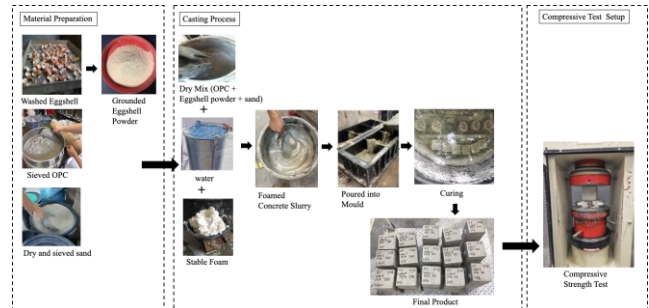 Material Preparation
Washed Eggshell
Grounded
Eggshell
Powder
Sieved OPC
Dry and sieved sand
Casting Process
Dry Mix (OPC +
Eggshell powder + sand)
+
water
+
Stable Foam
Foamed
Concrete Slurry
Poured into
Mould
Curing
Final Product
Compressive Test Setup
Compressive
Strength Test